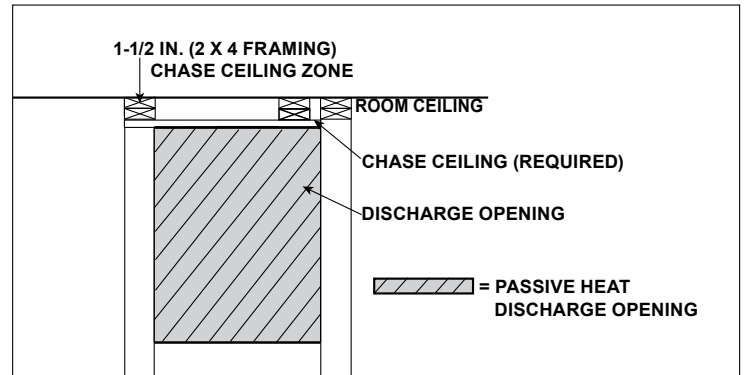 1-1/2 IN. (2 X 4 FRAMING)
CHASE CEILING ZONE
ROOM CEILING
CHASE CEILING (REQUIRED)
DISCHARGE OPENING
= PASSIVE HEAT
DISCHARGE OPENING